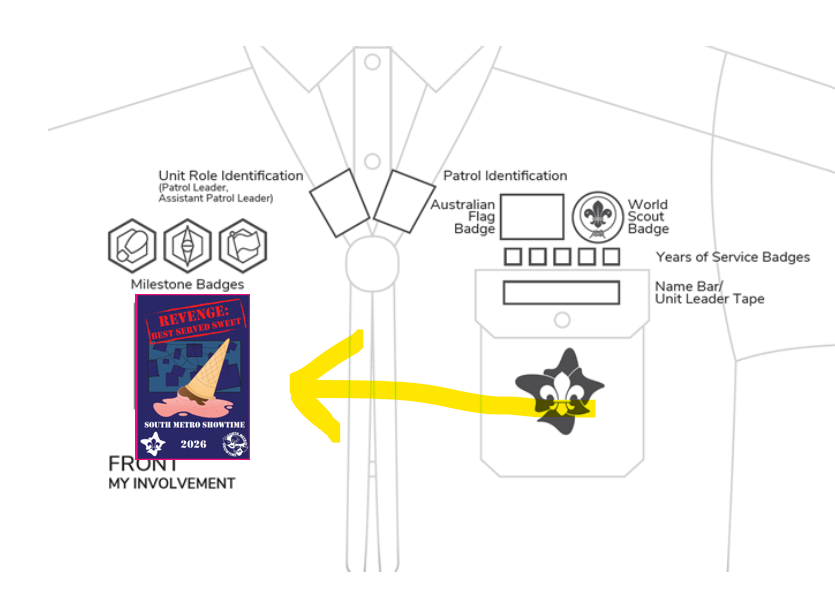 Unit Role Identification
(Patrol Leader,
Assistant Patrol Leader)
Patrol Identification
Australian
Flag
Badge
World
Scout
Badge
Years of Service Badges
Milestone Badges
Name Bar/
Unit Leader Tape
REVENGE:
BEST SERVED SWEET
SOUTH METRO SHOWTIME
2026
FRONT
MY INVOLVEMENT